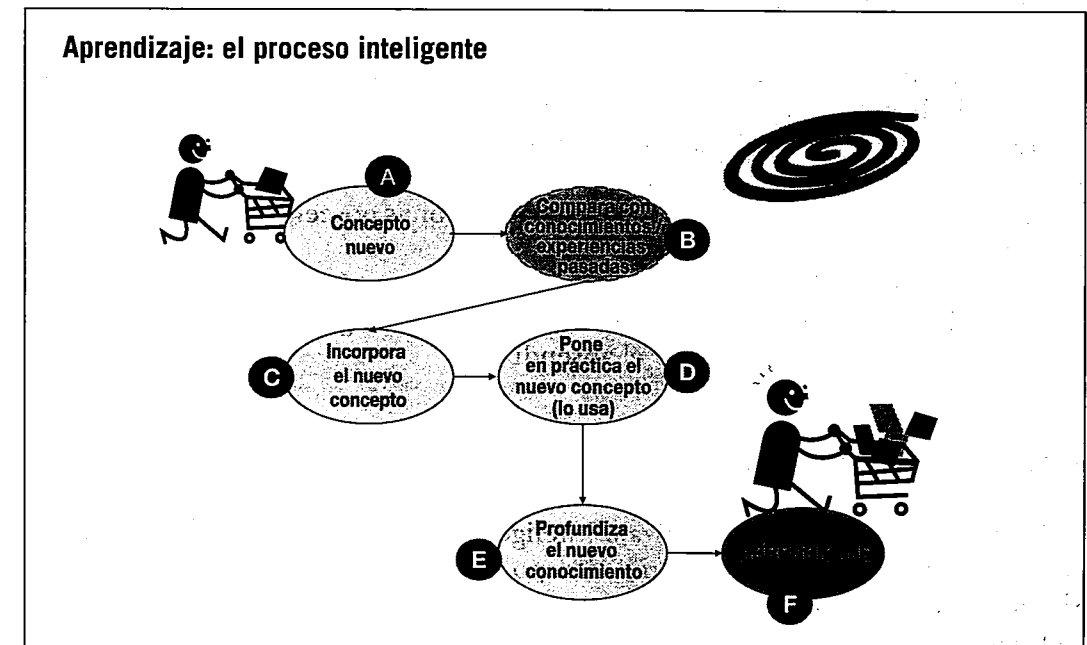 Aprendizaje: el proceso inteligente
A
Concepto
nuevo
Compara con
conocimientos/
experiencias
pasadas
B
C
Incorpora
el nuevo
concepto
Pone
en práctica el
nuevo concepto
(lo usa)
D
E
Profundiza
el nuevo
conocimiento
F